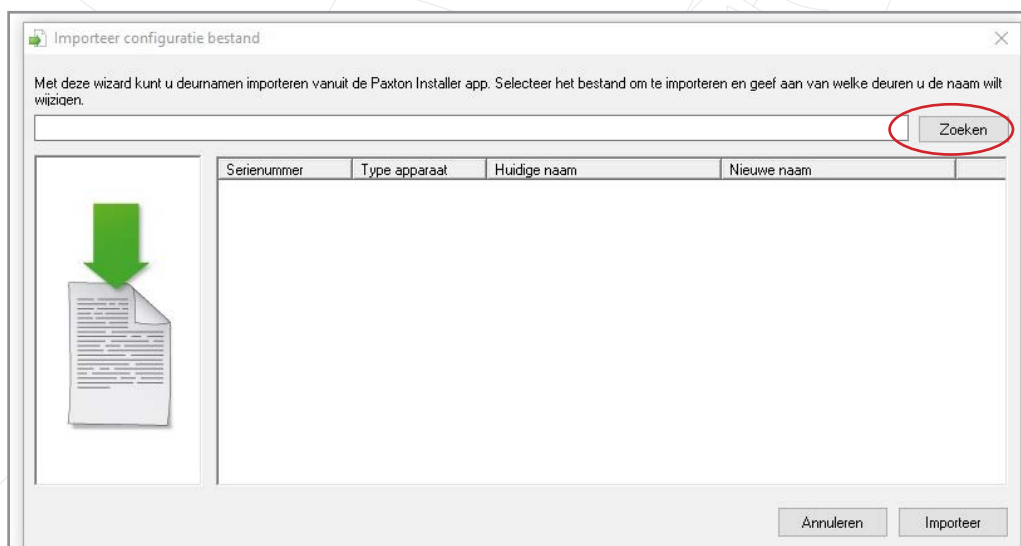 Importeer configuratie bestand
Met deze wizard kunt u deurnamen importeren vanuit de Paxton Installer app. Selecteer het bestand om te importeren en geef aan van welke deuren u de naam wilt
wijzigen.
Zoeken
Serienummer Type apparaat Huidige naam Nieuwe naam
Annuleren Importeer